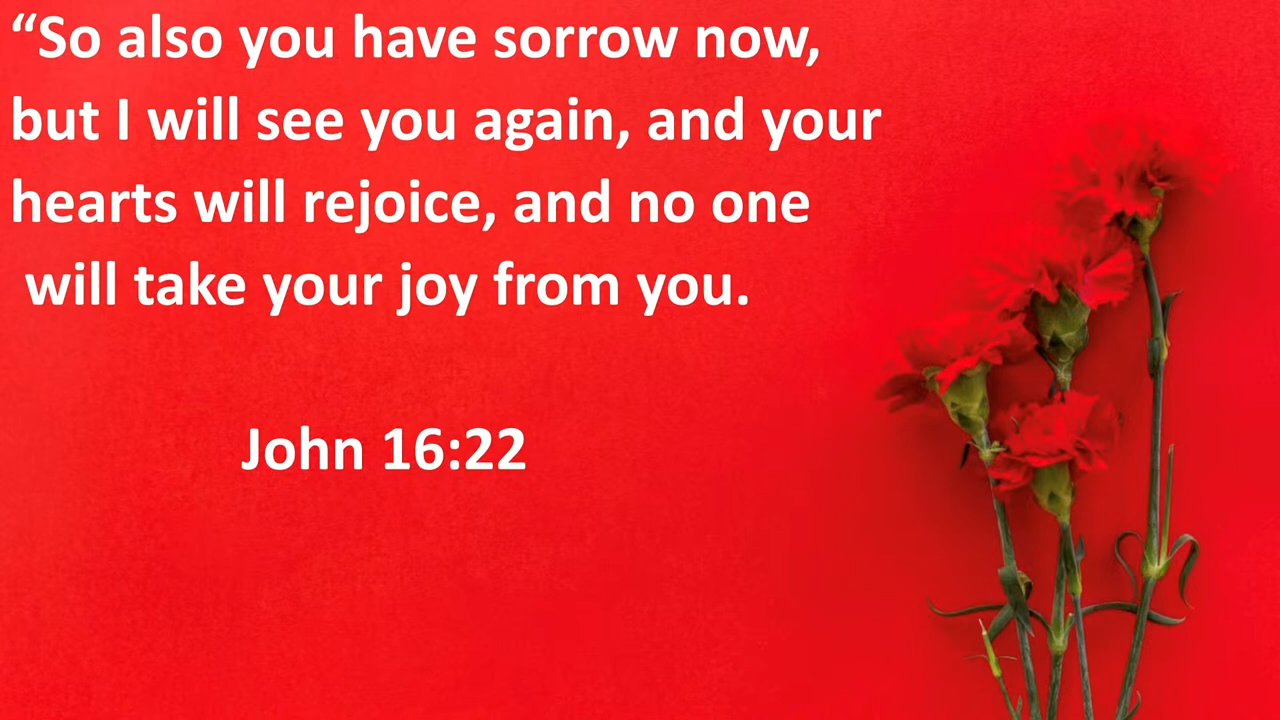 “So also you have sorrow now,
but I will see you again, and your
hearts will rejoice, and no one
will take your joy from you.
John 16:22